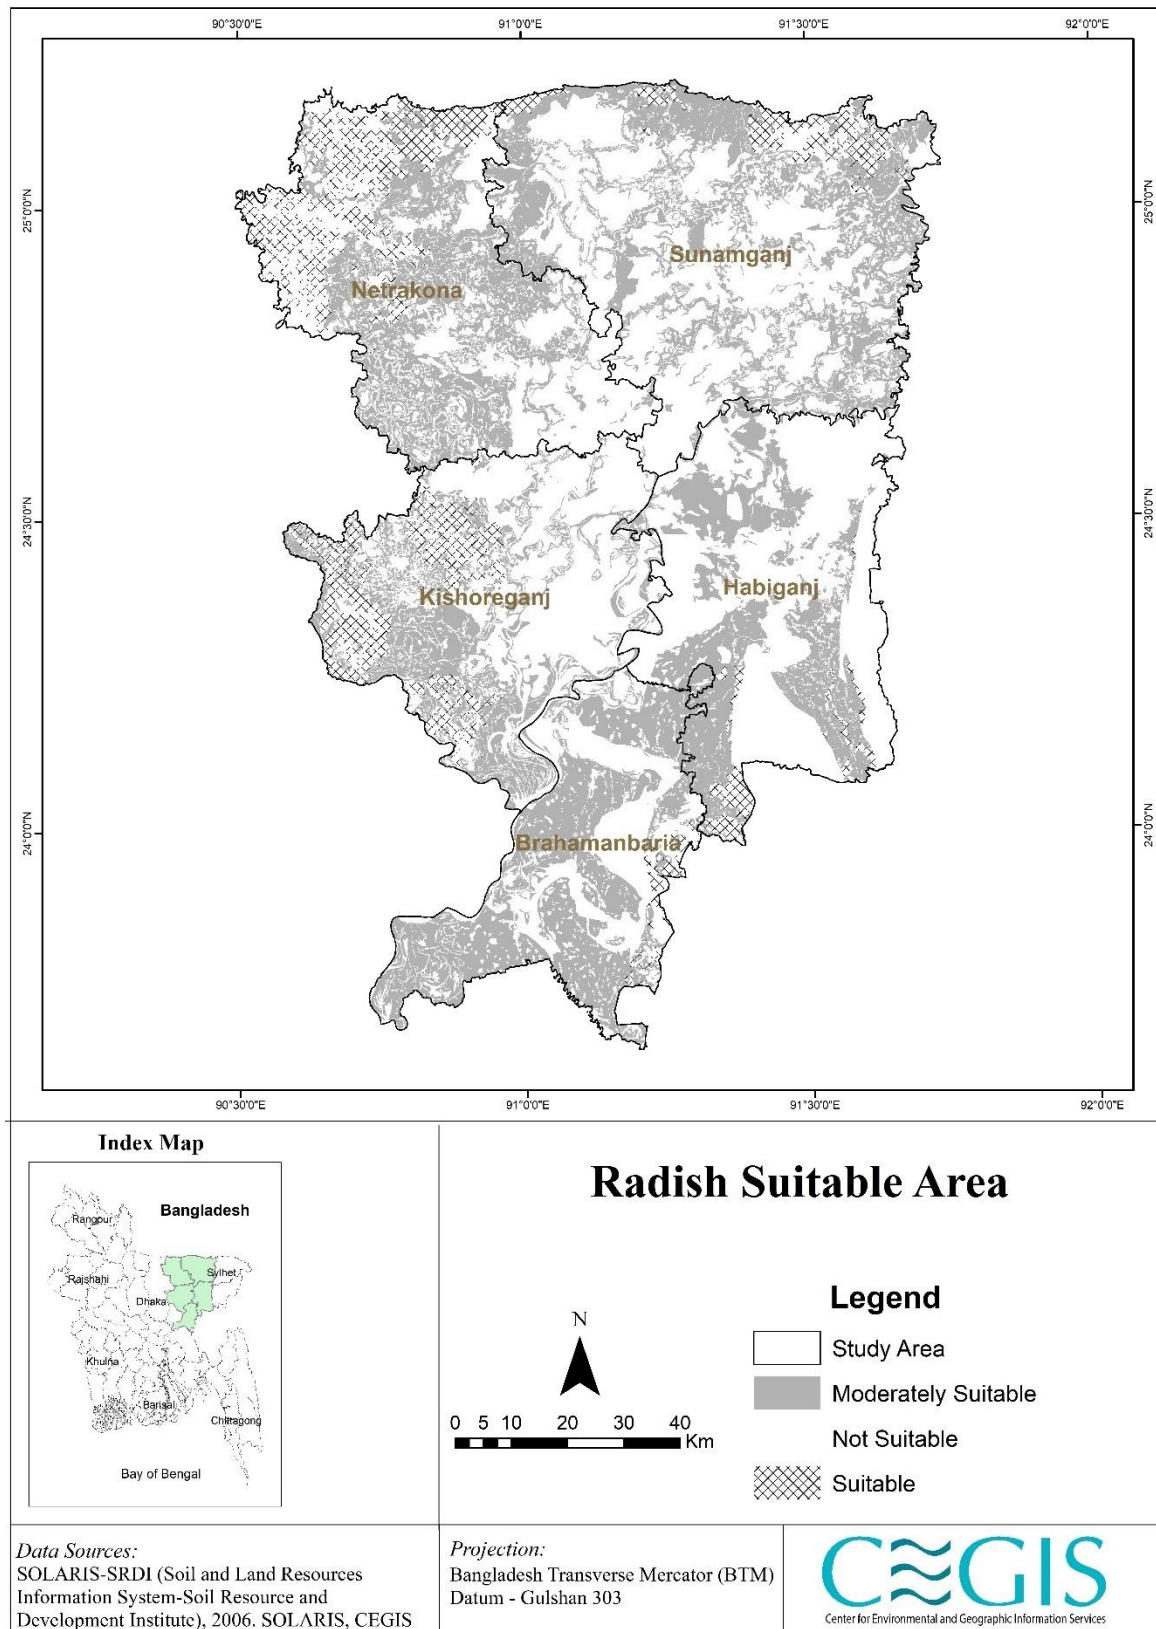 90°30'0"E
91°0'0"E
91°30'0"E
92°0'0"E
25°0'0"N
25°0'0"N
Sunamganj
Netrakona
24°30'0"N
24°30'0"N
Habiganj
Kishoreganj
24°0'0"N
24°0'0"N
Brahamanbaria
90°30'0"E
91°0'0"E
91°30'0"E
92°0'0"E
Index Map
Bangladesh
Rangpur
Rajshahi
Sylhet
Dhaka
Khulna
Barisal
Chittagong
Bay of Bengal
Radish Suitable Area
N
0 5 10 20 30 40
Km
Legend
Study Area
Moderately Suitable
Not Suitable
Suitable
Data Sources:
SOLARIS-SRDI (Soil and Land Resources
Information System-Soil Resource and
Development Institute), 2006. SOLARIS, CEGIS
Projection:
Bangladesh Transverse Mercator (BTM)
Datum - Gulshan 303
CEGIS
Center for Environmental and Geographic Information Services